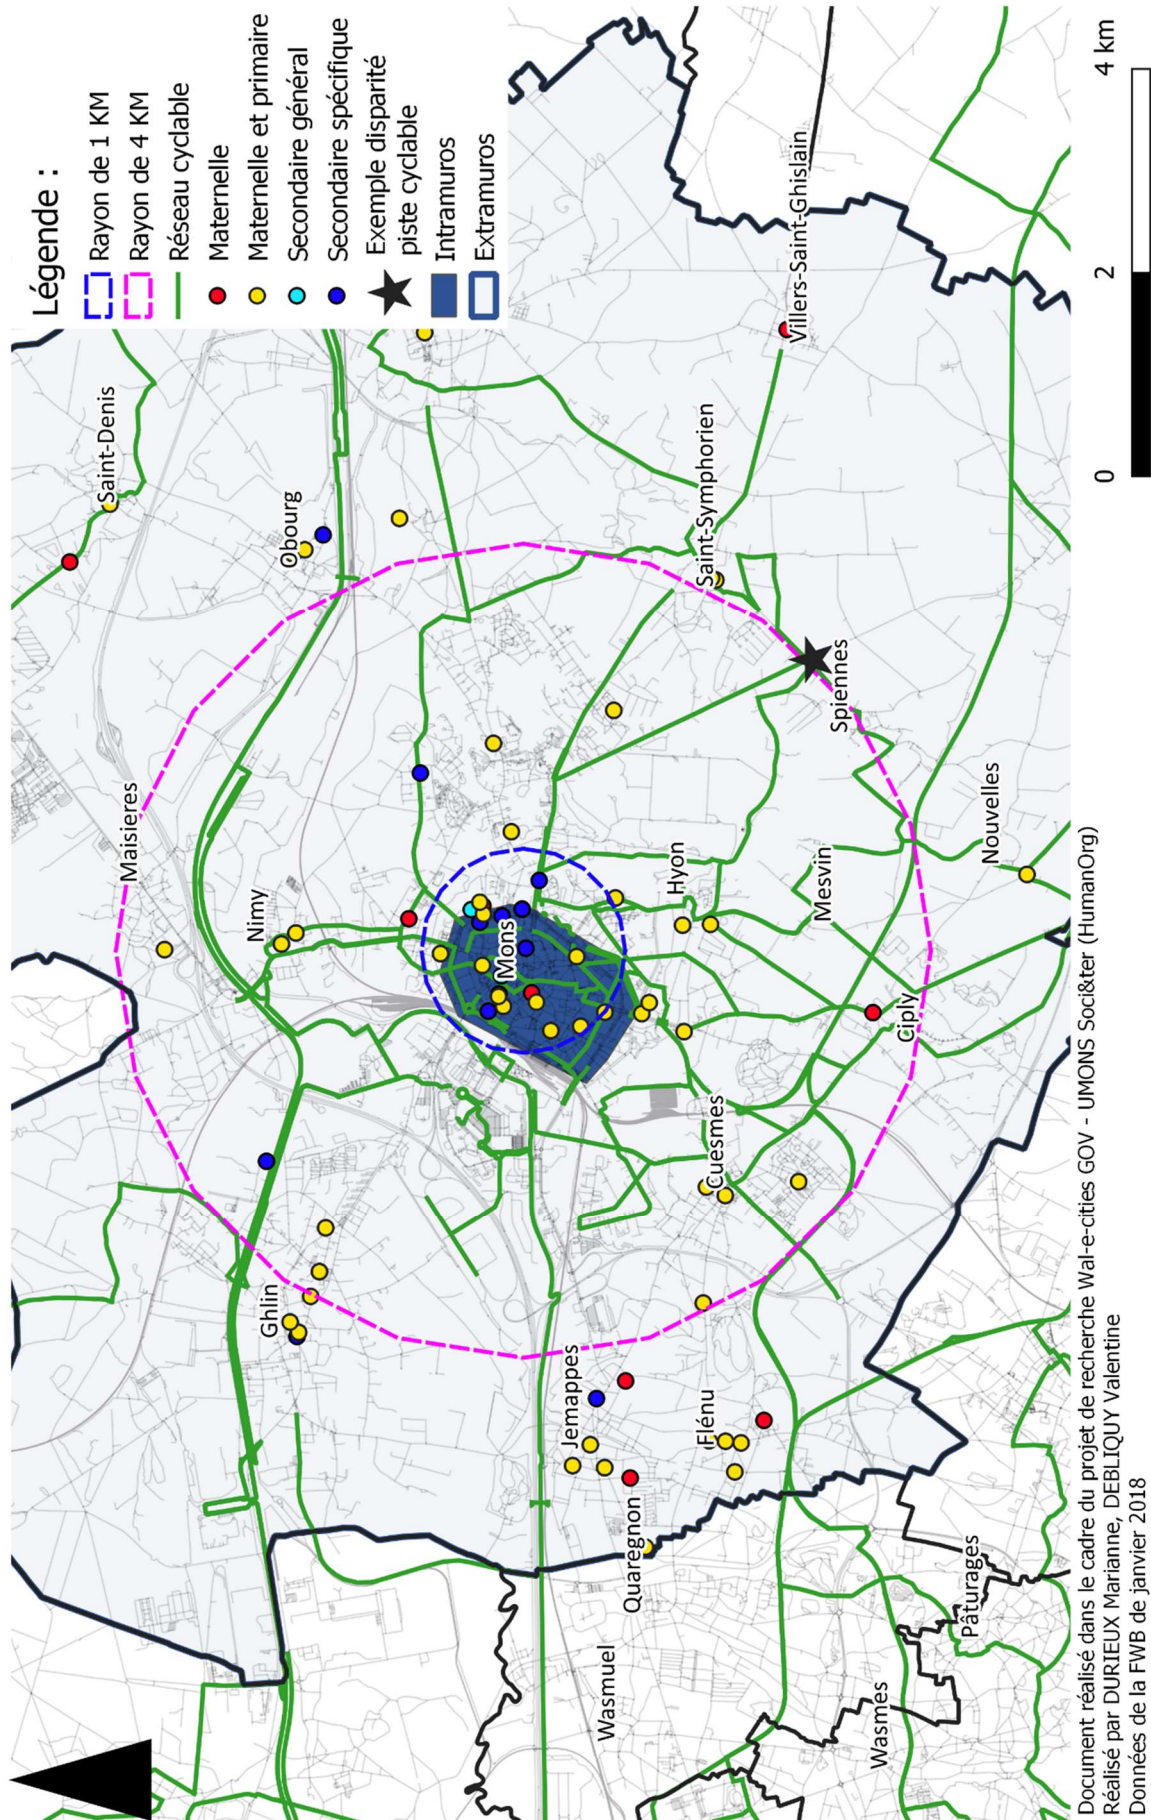 Légende :
Rayon de 1 KM
Rayon de 4 KM
Réseau cyclable
Maternelle
Maternelle et primaire
Secondaire général
Secondaire spécifique
Exemple disparité
piste cyclable
Intramuros
Extramuros
Saint-Denis
Obourg
Maisieres
Nimy
Ghlin
Mons
Villers-Saint-Ghislain
Saint-Symphorien
Spiennes
Hyon
Mesvin
Nouvelles
Ciply
Cuesmes
Jemappes
Flénu
Quaregnon
Wasmuel
Wasmes
Pâturages
0 2 4 km
Document réalisé dans le cadre du projet de recherche Wal-e-cities GOV - UMONS Soci&ter (HumanOrg)
Réalisé par DURIEUX Marianne, DEBLIQUY Valentine
Données de la FWB de janvier 2018